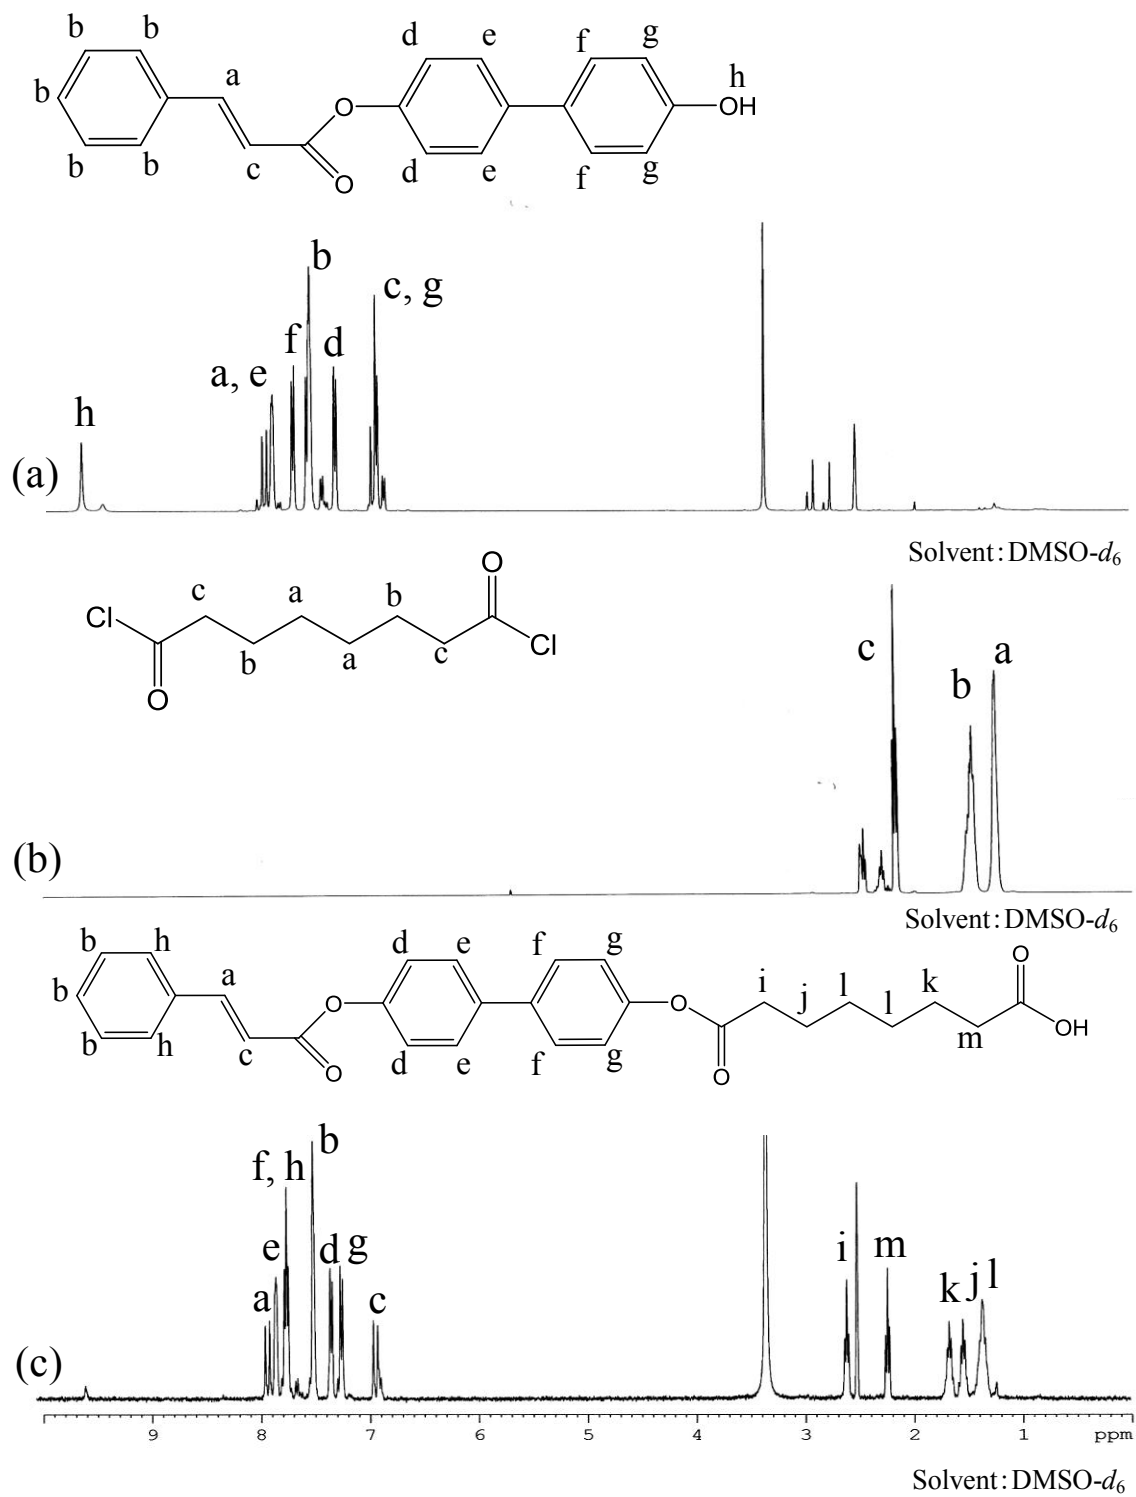 b b d e f g
b a h
O OH
b b c d e f g
O
b
c, g
f d
a, e
h
(a)
Solvent:DMSO-d6
O
c a b
Cl
b a c Cl
O
c a
b
(b)
Solvent:DMSO-d6
b h d e f g O
b a i l k
O O j l OH
b h c d e f g m
O O
b
f, h
e d g i m
a c k j l
(c)
9 8 7 6 5 4 3 2 1 ppm
Solvent:DMSO-d6